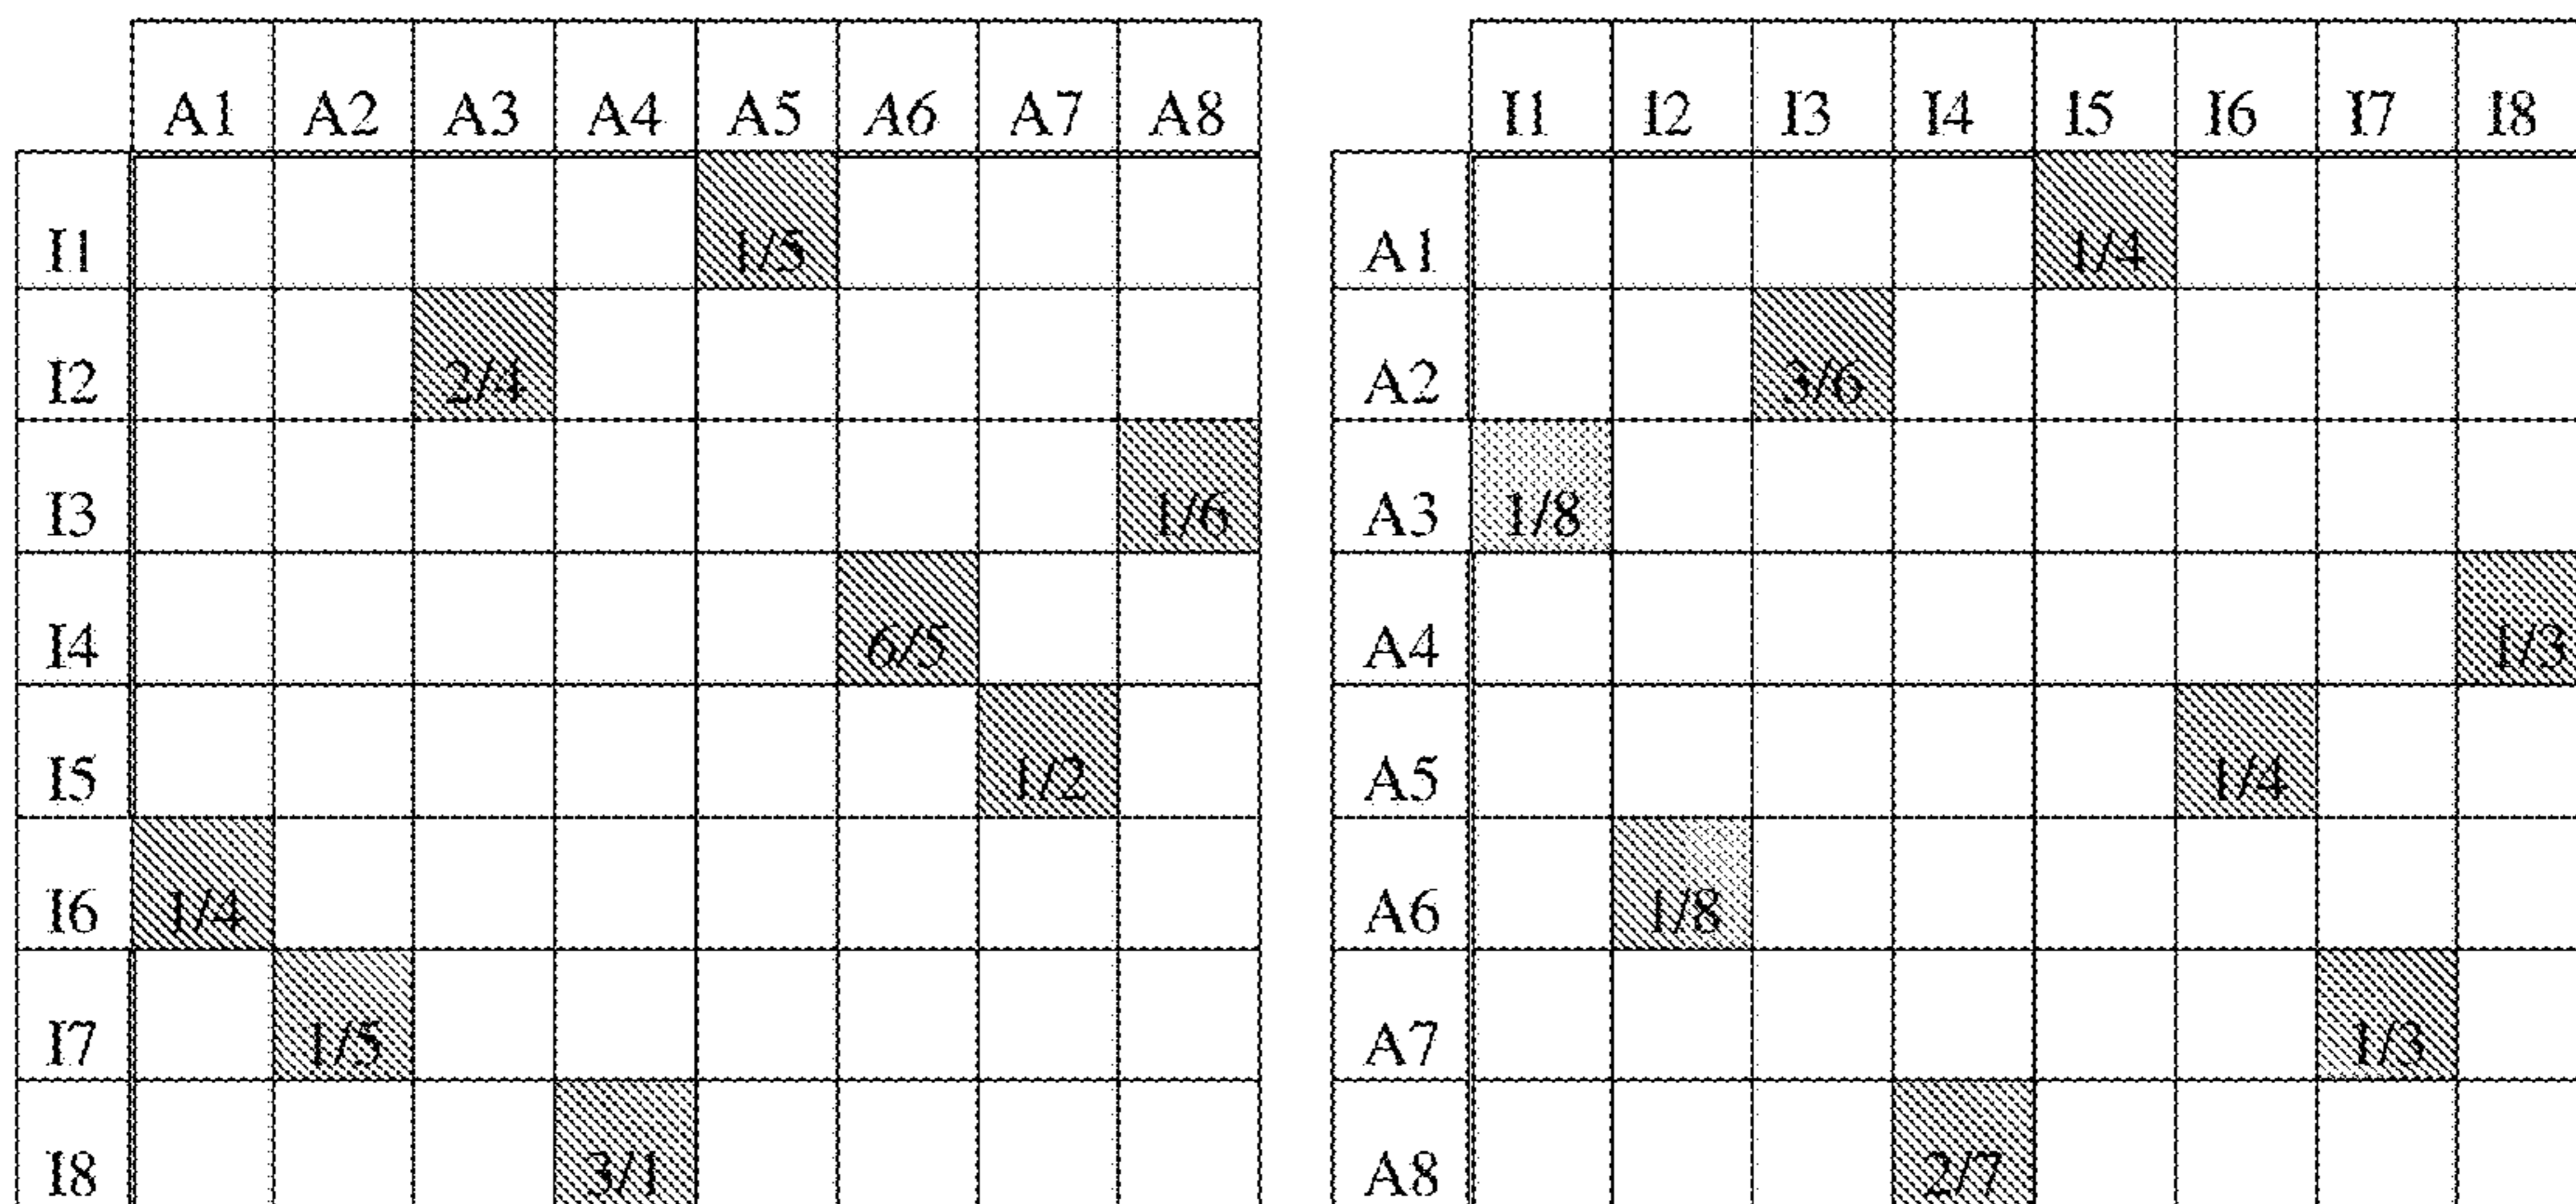 A1 A2 A3 A4 A5 A6 A7 A8
I1 1/5
I2 2/4
I3 1/6
I4 6/5
I5 1/2
I6 1/4
I7 1/5
I8 3/1
I1 I2 I3 I4 I5 I6 I7 I8
A1 1/4
A2 3/6
A3 1/8
A4 1/3
A5 1/4
A6 1/8
A7 1/3
A8 2/7